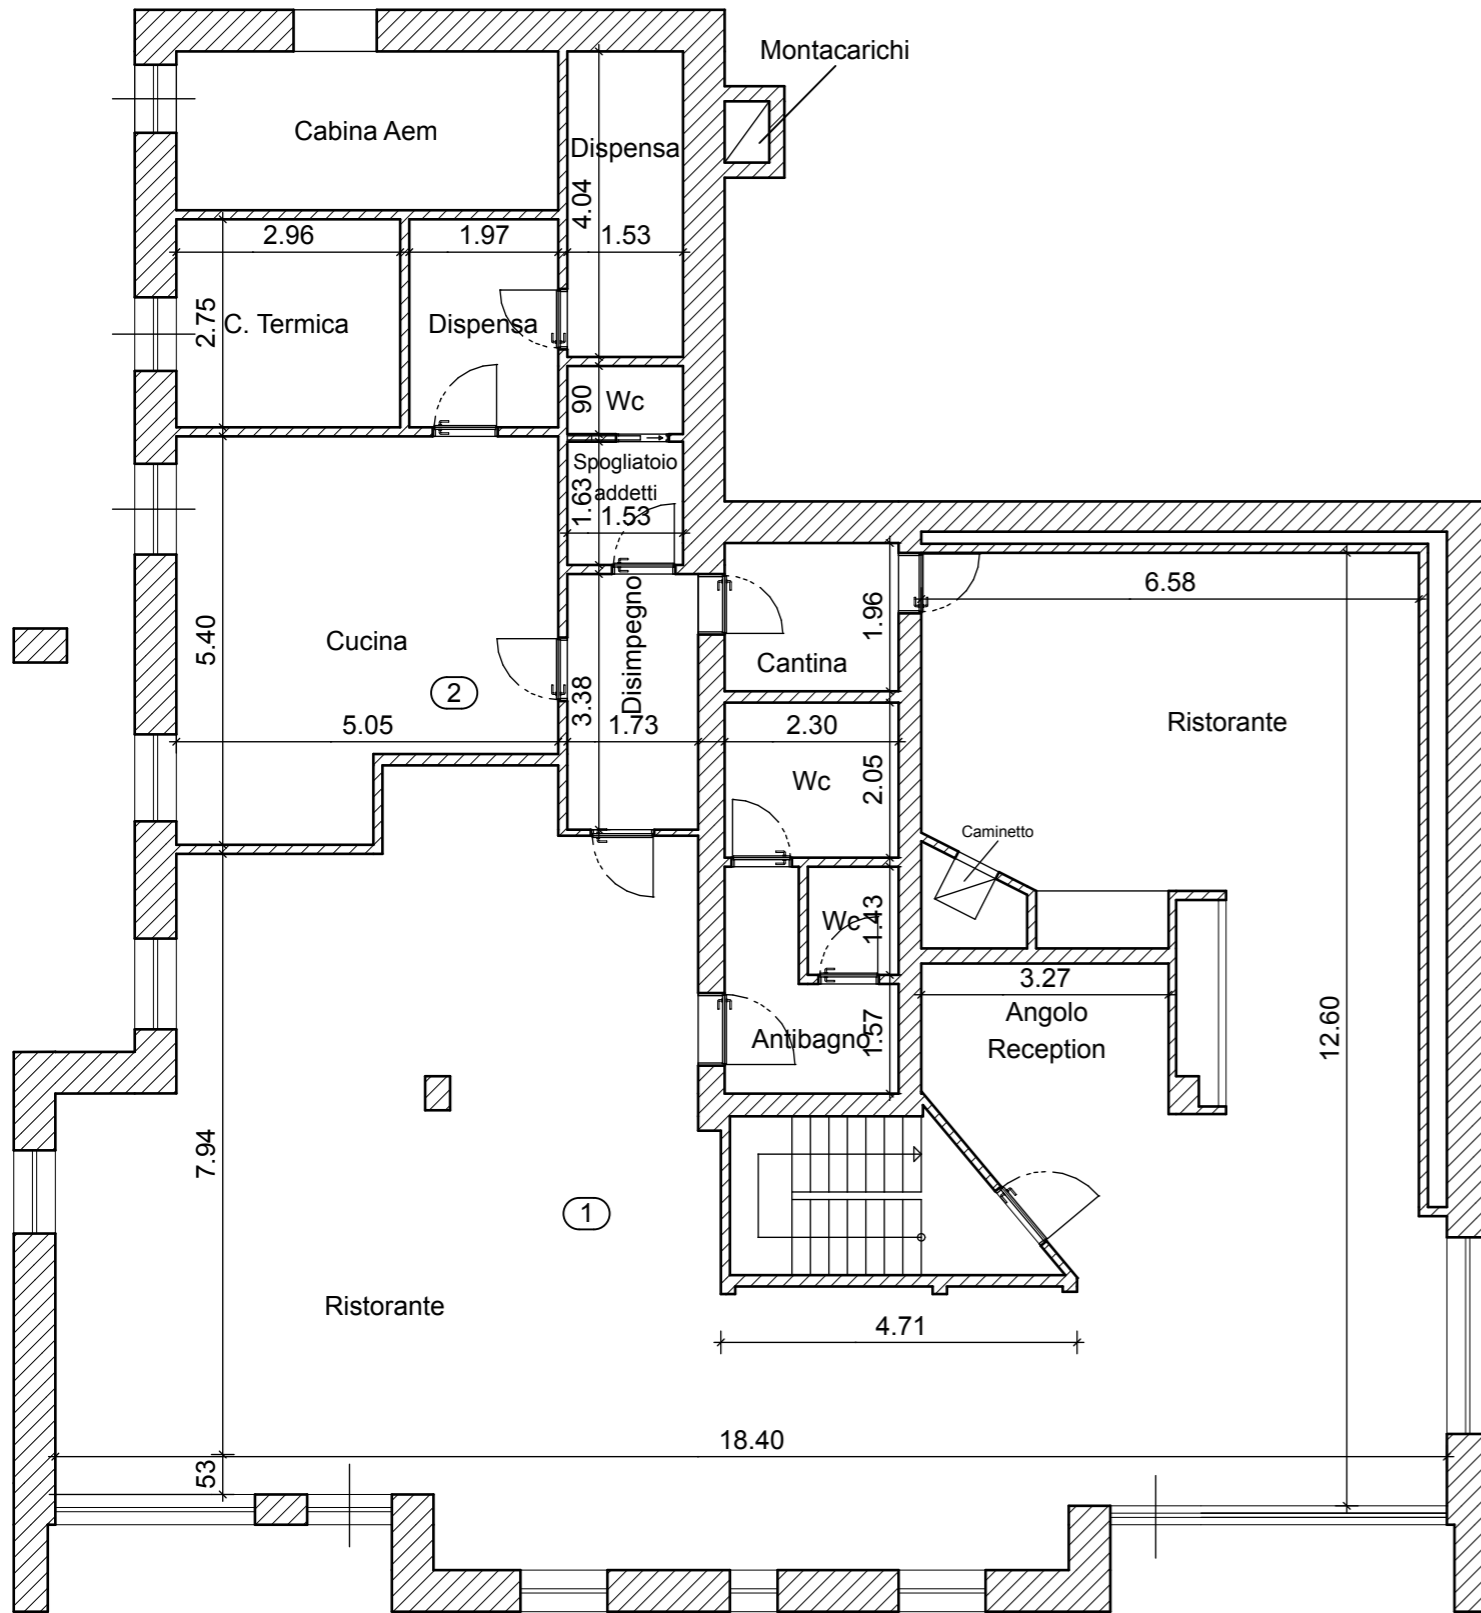 Montacarichi
Cabina Aem
Dispensa
4.04
2.96
1.97
1.53
2.75
C. Termica
Dispensa
90
Wc
Spogliatoio
addetti
1.63
1.53
Disimpegno
6.58
1.96
5.40
Cucina
Cantina
2
3.38
5.05
1.73
2.30
Ristorante
Wc
2.05
Caminetto
Wc
1.43
3.27
Angolo
Reception
Antibagno
1.57
12.60
7.94
1
Ristorante
4.71
18.40
53